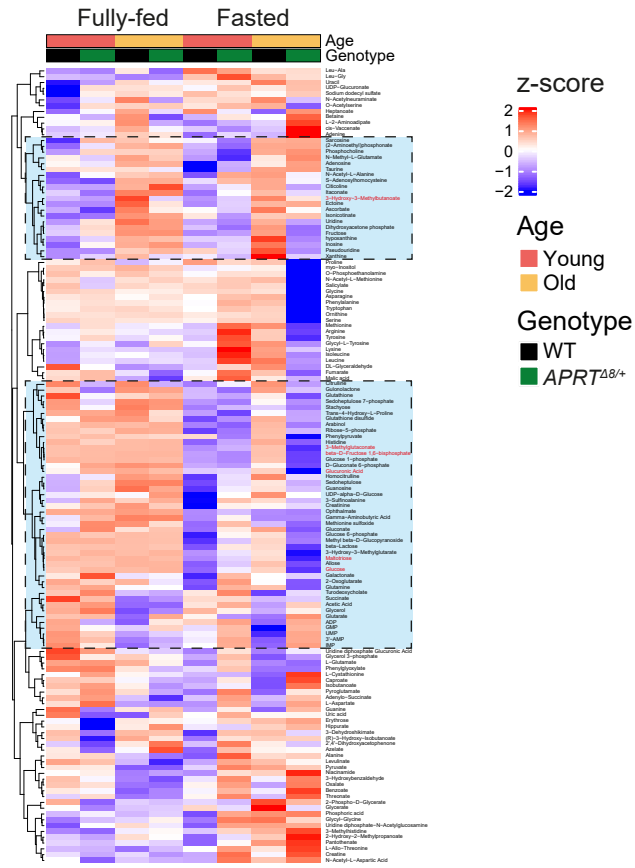 Fully-fed Fasted
Age
Genotype
Leu-Ala
Leu-Gly
Uracil
UDP-Glucuronate
Sodium dodecyl sulfate
N-Acetylneuraminate
O-Acetylserine
Heptanoate
Betaine
L-2-Aminoadipate
cis-Vaccenate
Adenine
Sarcosine
(2-Aminoethyl)phosphonate
Phosphocholine
N-Methyl-L-Glutamate
Adenosine
Taurine
N-Acetyl-L-Alanine
S-Adenosylhomocysteine
Citicoline
Itaconate
3-Hydroxy-3-Methylbutanoate
Ectoine
Ascorbate
Isonicotinate
Uridine
Dihydroxyacetone phosphate
Fructose
hypoxanthine
Inosine
Pseudouridine
Xanthine
Proline
myo-Inositol
O-Phosphoethanolamine
N-Acetyl-L-Methionine
Salicylate
Glycine
Asparagine
Phenylalanine
Tryptophan
Ornithine
Serine
Methionine
Arginine
Tyrosine
Glycyl-L-Tyrosine
Lysine
Isoleucine
Leucine
DL-Glyceraldehyde
Fumarate
Malic acid
Citrulline
Gulonolactone
Glutathione
Sedoheptulose 7-phosphate
Stachyose
Trans-4-Hydroxy-L-Proline
Glutathione disulfide
Arabinol
Ribose-5-phosphate
Phenylpyruvate
Histidine
3-Methylglutaconate
beta-D-Fructose 1,6-bisphosphate
Glucose 1-phosphate
D-Gluconate 6-phosphate
Glucuronic Acid
Homocitrulline
Sedoheptulose
Guanosine
UDP-alpha-D-Glucose
3-Sulfinoalanine
Creatinine
Ophthalmate
Gamma-Aminobutyric Acid
Methionine sulfoxide
Gluconate
Glucose 6-phosphate
Methyl beta-D-Glucopyranoside
beta-Lactose
3-Hydroxy-3-Methylglutarate
Maltotriose
Allose
Glucose
Galactonate
2-Oxoglutarate
Glutamine
Turodeoxycholate
Succinate
Acetic Acid
Glycerol
Glutarate
ADP
GMP
UMP
3'-AMP
IMP
Uridine diphosphate Glucuronic Acid
Glycerol 3-phosphate
L-Glutamate
Phenylglyoxylate
L-Cystathionine
Caproate
Isobutanoate
Pyroglutamate
Adenylo-Succinate
L-Aspartate
Guanine
Uric acid
Erythrose
Hippurate
3-Dehydroshikimate
(R)-3-Hydroxy-Isobutanoate
2',4'-Dihydroxyacetophenone
Azelate
Alanine
Levulinate
Pyruvate
Niacinamide
3-Hydroxybenzaldehyde
Oxalate
Benzoate
Threonate
2-Phospho-D-Glycerate
Glycerate
Phosphoric acid
Glycyl-Glycine
Uridine diphosphate-N-Acetylglucosamine
3-Methylhistidine
2-Hydroxy-2-Methylpropanoate
Pantothenate
L-Allo-Threonine
Creatine
N-Acetyl-L-Aspartic Acid
z-score
2
1
0
−1
−2
Age
Young
Old
Genotype
WT
APRT^Δ8/+